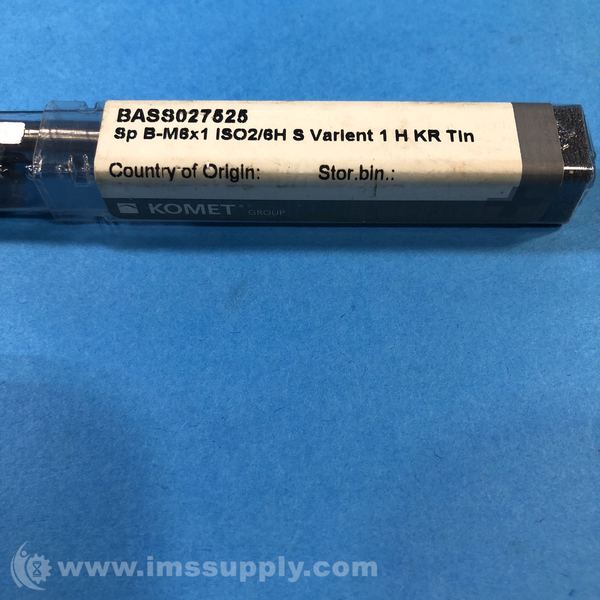 BASS027525
Sp B-M6x1 ISO2/6H S Varient 1 H KR Tin
Country of Origin: Stor.bin.:
KOMET® GROUP
www.imssupply.com